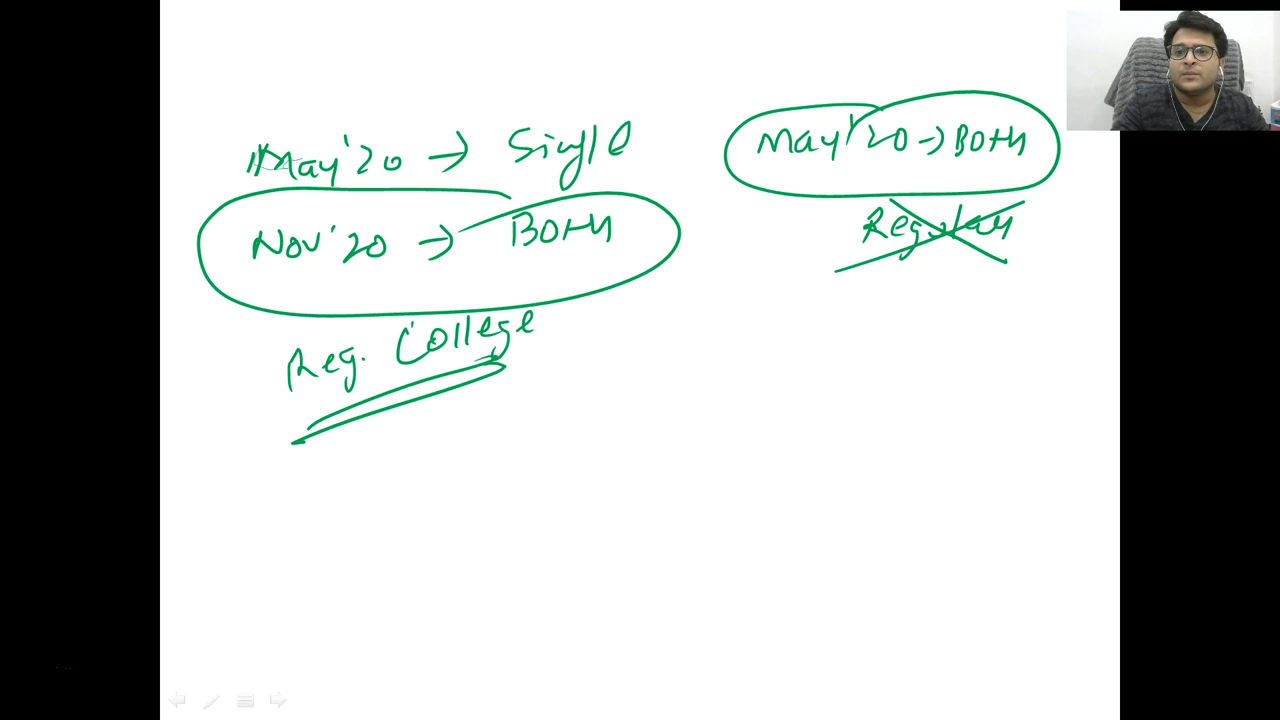 May'20 → Single
Nov'20 → Both
Reg. College
May'20 → Both
Regular